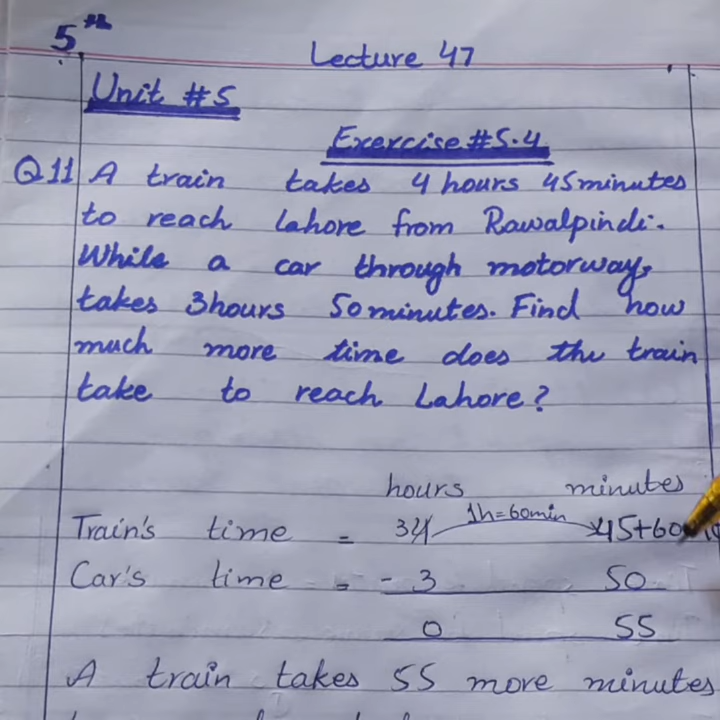 5th
Lecture 47
Unit #5
Exercise #5.4
Q11 A train takes 4 hours 45 minutes
to reach Lahore from Rawalpindi.
While a car through motorway,
takes 3 hours 50 minutes. Find how
much more time does the train
take to reach Lahore?
hours minutes
1h=60min
Train's time = 3 4 45+60
Car's time = - 3 50
0 55
A train takes 55 more minutes